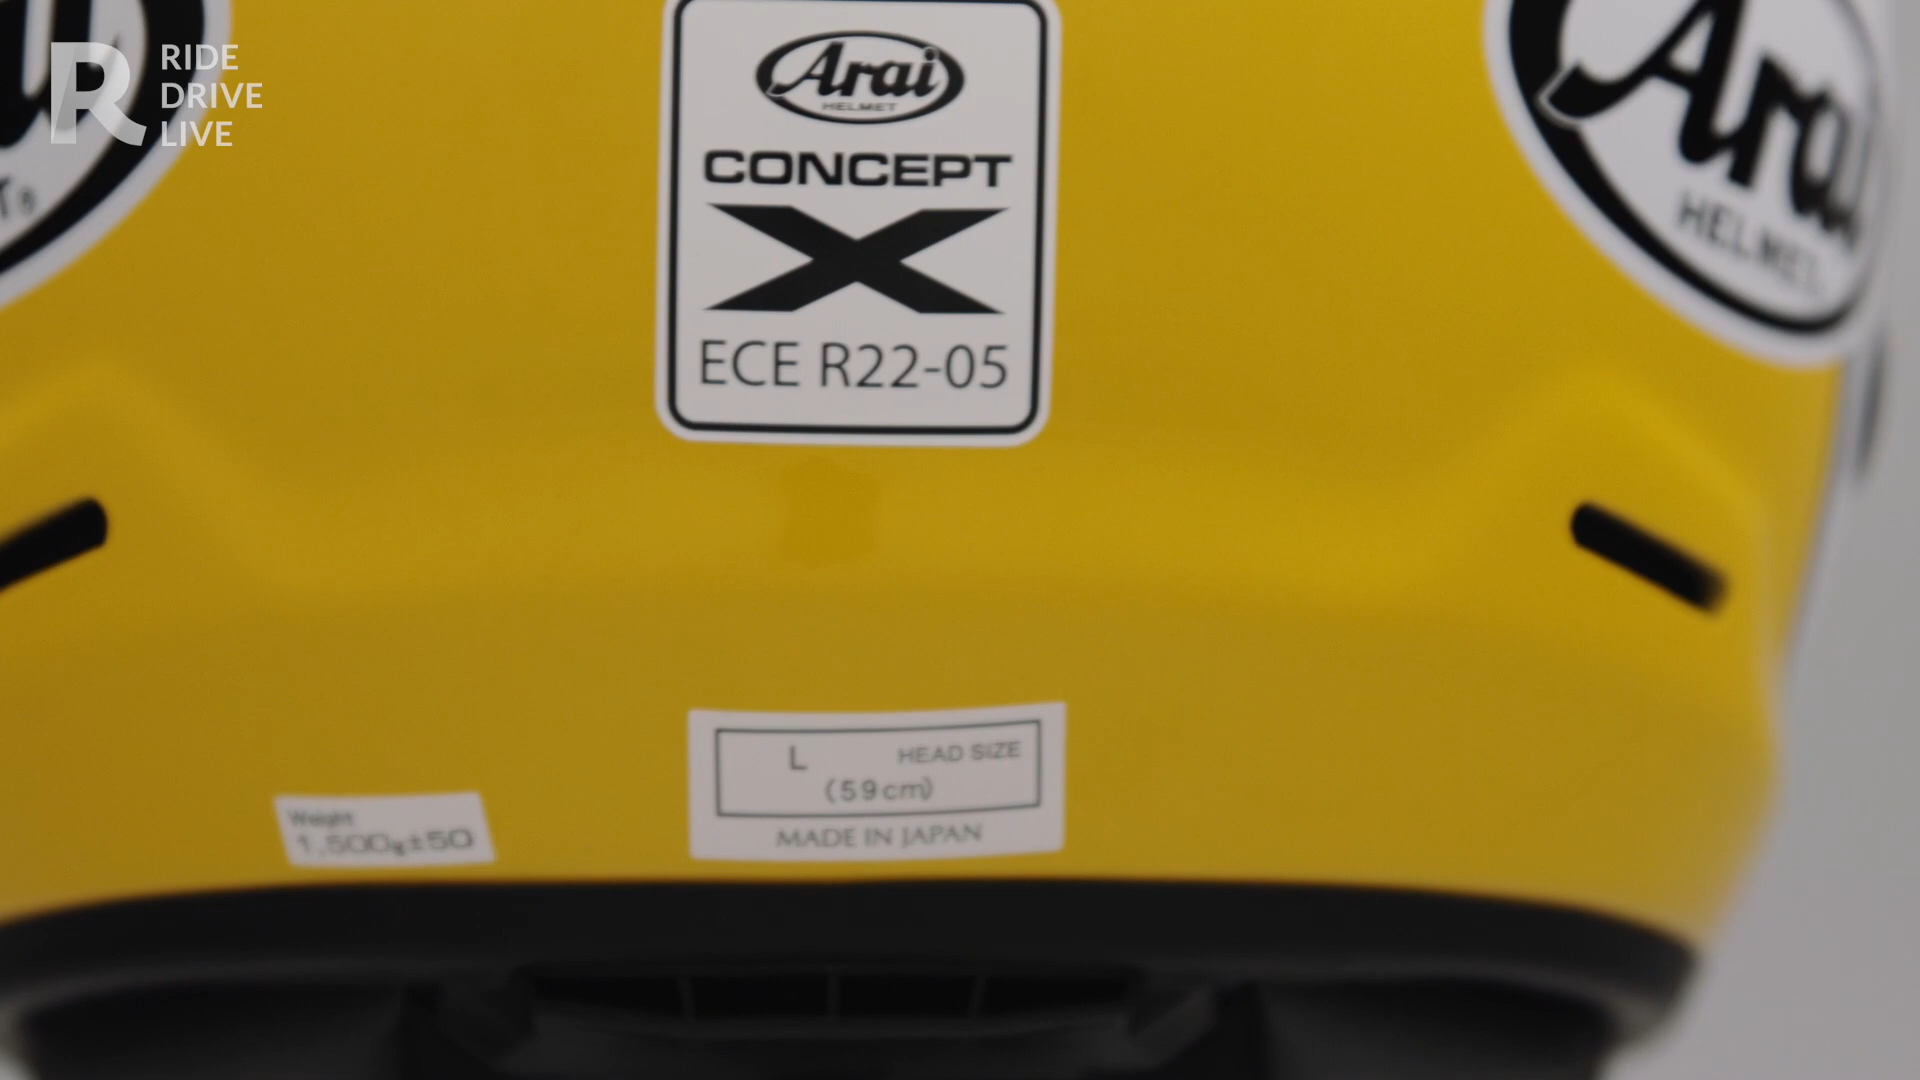 RIDE
DRIVE
LIVE
Arai
HELMET
CONCEPT
X
ECE R22-05
Arai
HELMET
L HEAD SIZE
(59cm)
MADE IN JAPAN
Weight
1,500g±50